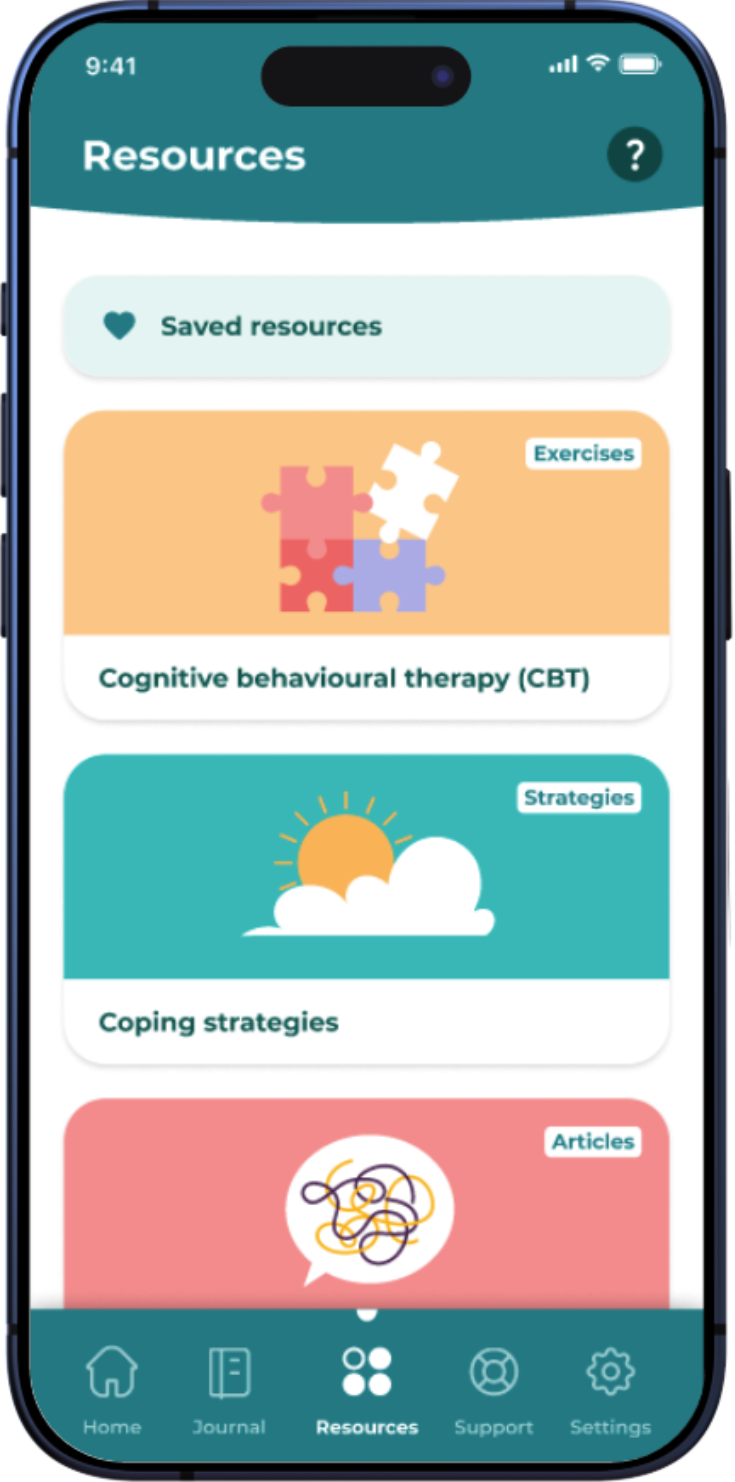 9:41
Resources
?
Saved resources
Exercises
Cognitive behavioural therapy (CBT)
Strategies
Coping strategies
Articles
Home Journal Resources Support Settings